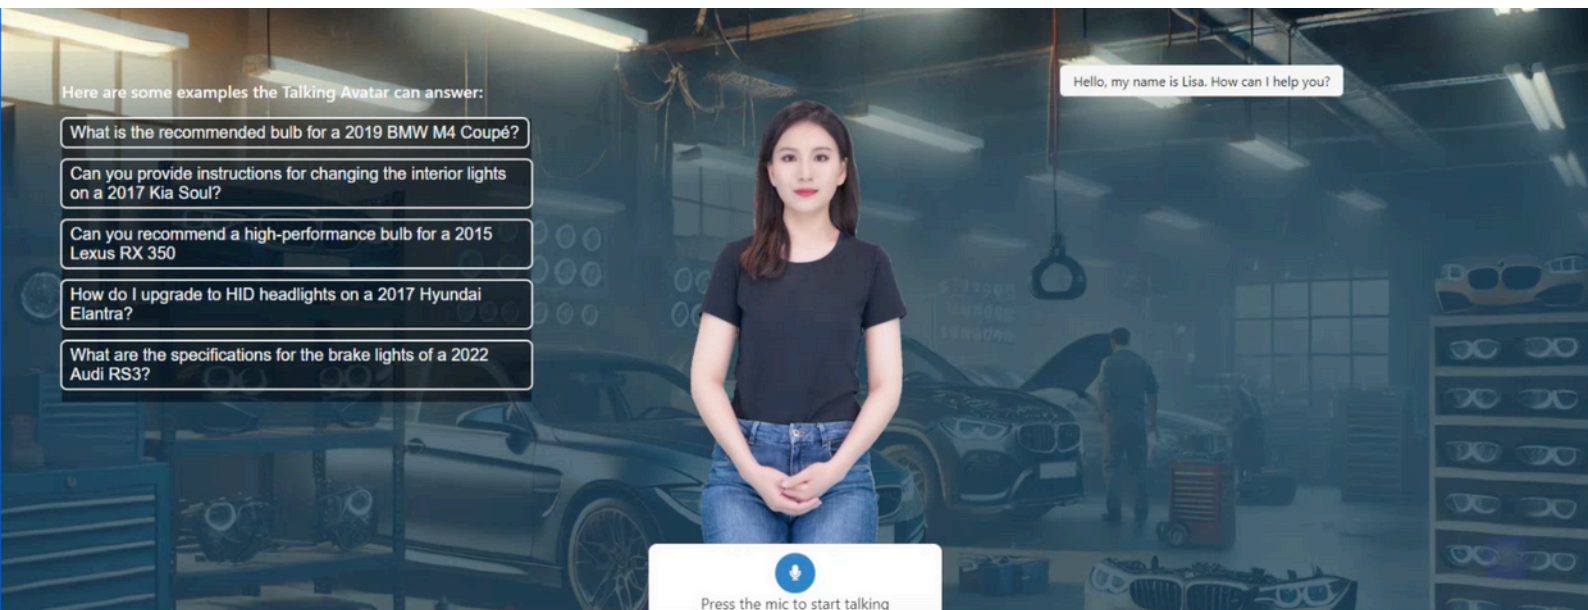 Here are some examples the Talking Avatar can answer:
What is the recommended bulb for a 2019 BMW M4 Coupé?
Can you provide instructions for changing the interior lights
on a 2017 Kia Soul?
Can you recommend a high-performance bulb for a 2015
Lexus RX 350
How do I upgrade to HID headlights on a 2017 Hyundai
Elantra?
What are the specifications for the brake lights of a 2022
Audi RS3?
Hello, my name is Lisa. How can I help you?
Press the mic to start talking